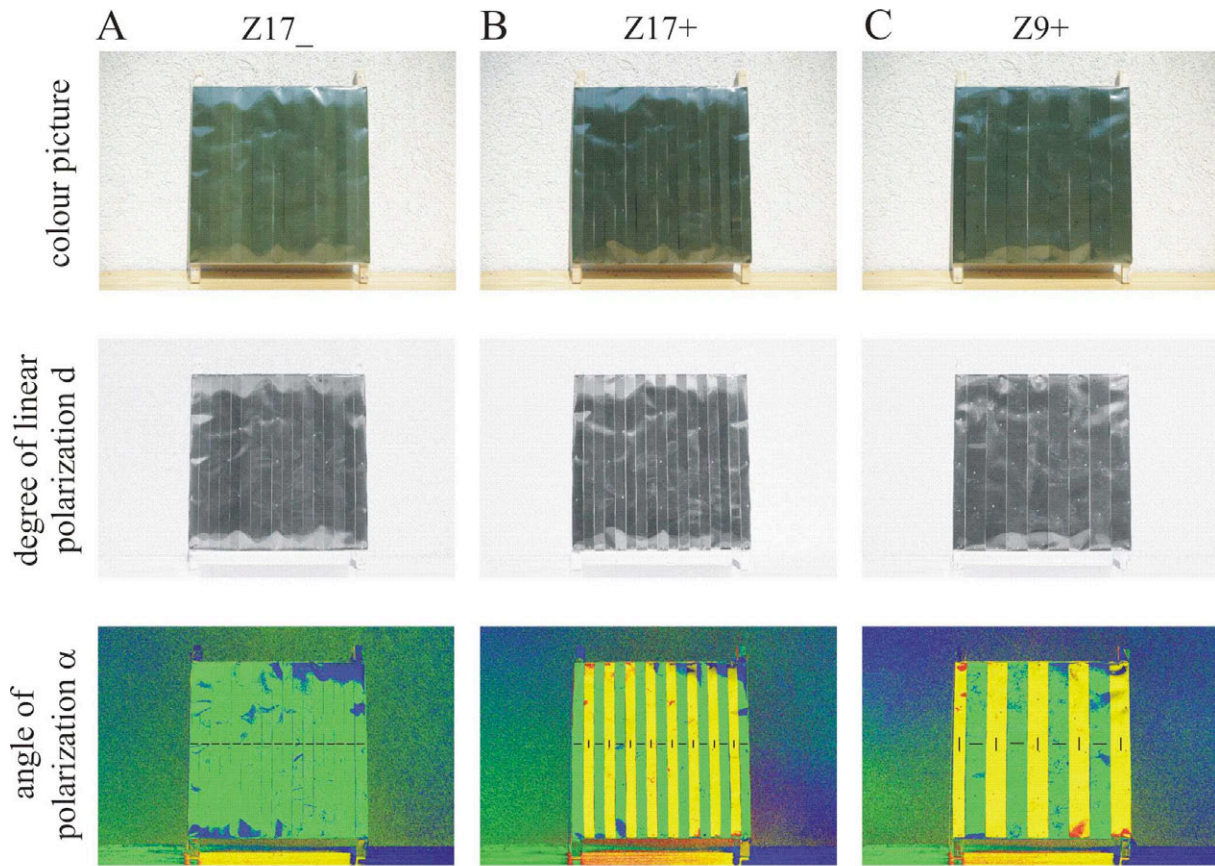 A Z17_
B Z17+
C Z9+
colour picture
degree of linear
polarization d
angle of
polarization α